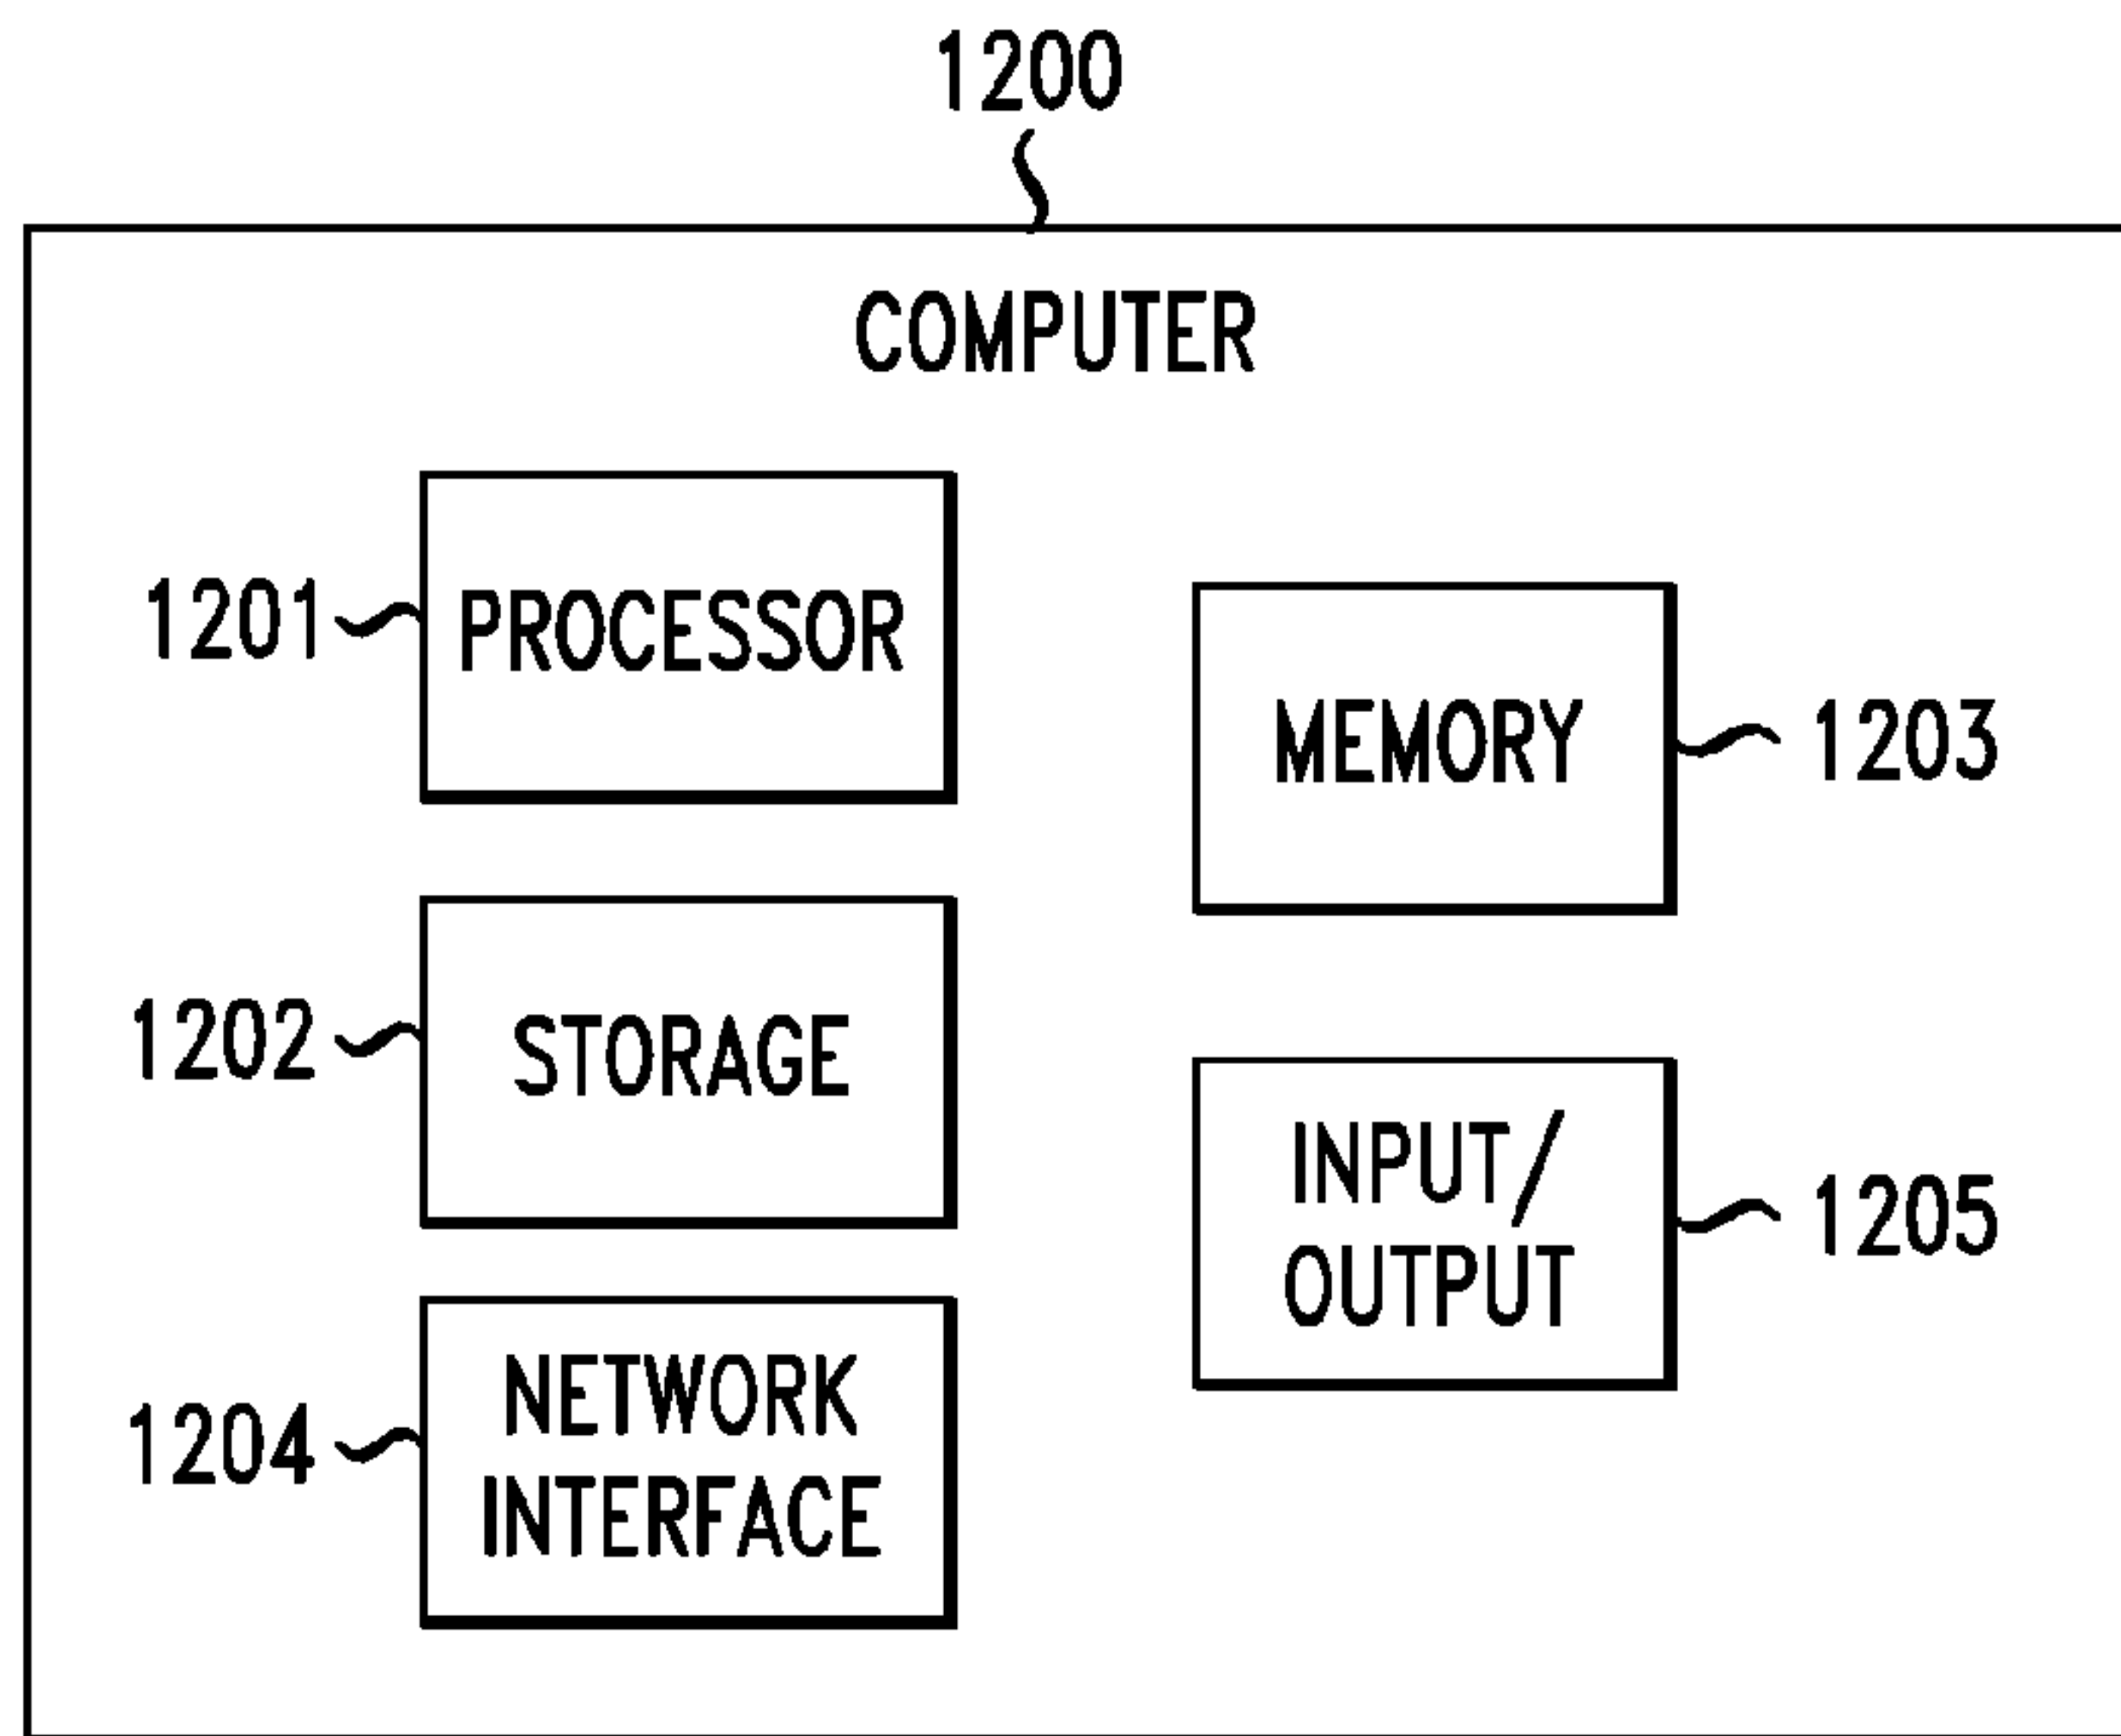 1200
COMPUTER
1201
PROCESSOR
MEMORY
1203
1202
STORAGE
INPUT/
OUTPUT
1205
1204
NETWORK
INTERFACE